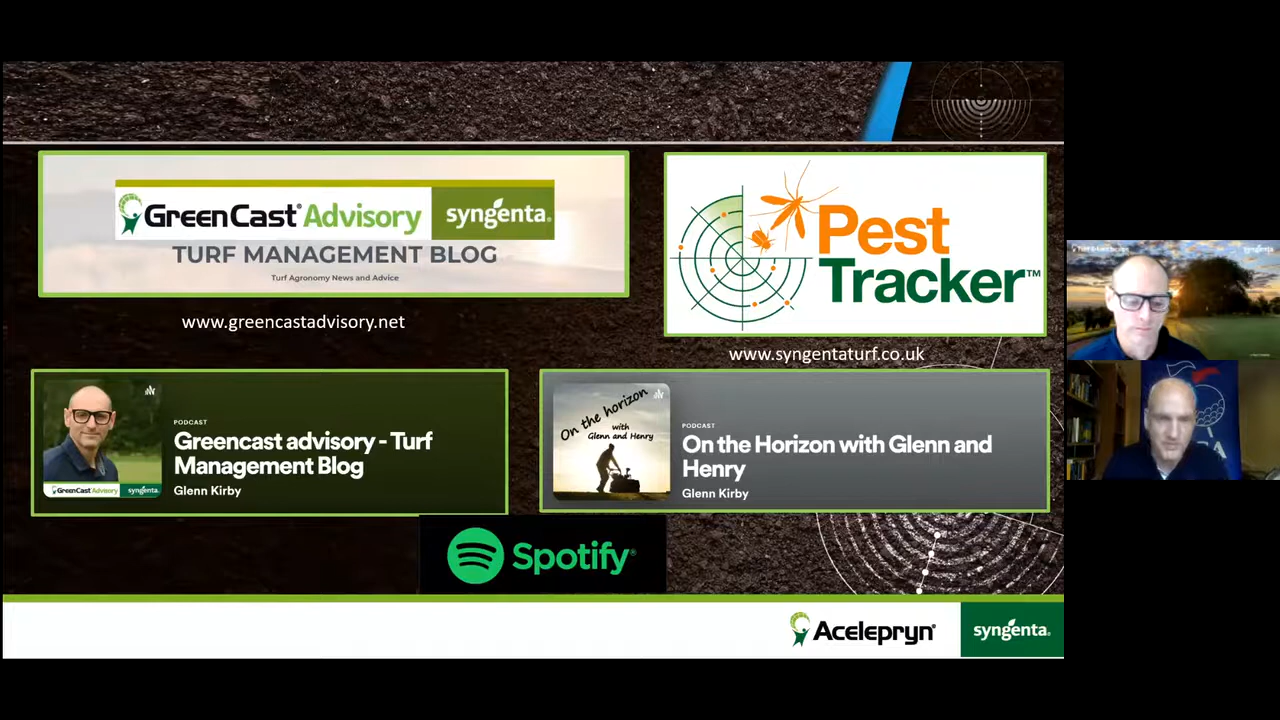 GreenCast® Advisory
syngenta®
TURF MANAGEMENT BLOG
Turf Agronomy News and Advice
www.greencastadvisory.net
Pest
Tracker™
www.syngentaturf.co.uk
GreenCast Advisory
syngenta
PODCAST
Greencast advisory - Turf
Management Blog
Glenn Kirby
On the horizon
with
Glenn and Henry
PODCAST
On the Horizon with Glenn and
Henry
Glenn Kirby
Spotify®
Acelepryn®
syngenta®
syngenta